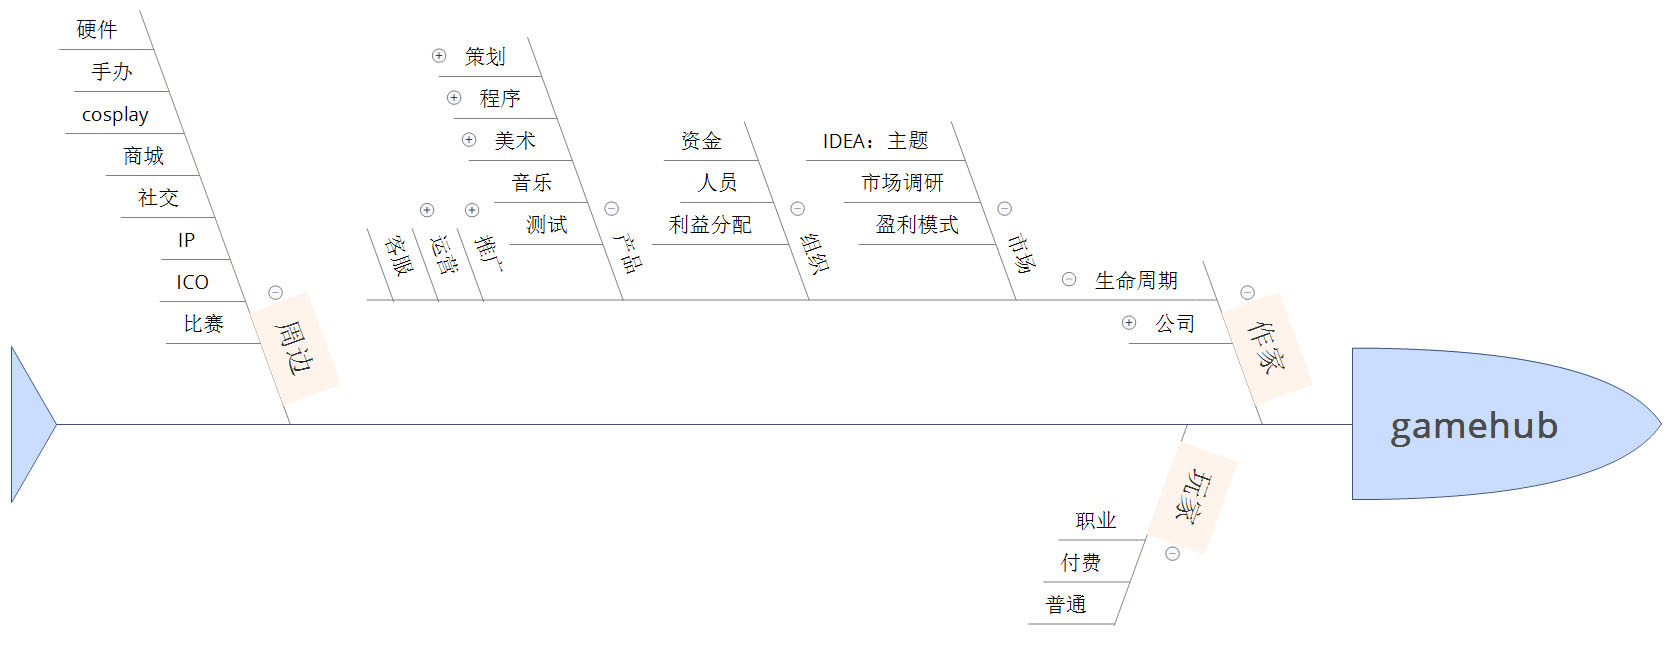 硬件
手办
cosplay
商城
社交
IP
ICO
比赛
周边
策划
程序
美术
音乐
测试
产品
客服
运营
推广
资金
人员
利益分配
组织
IDEA：主题
市场调研
盈利模式
市场
生命周期
公司
作家
gamehub
玩家
职业
付费
普通